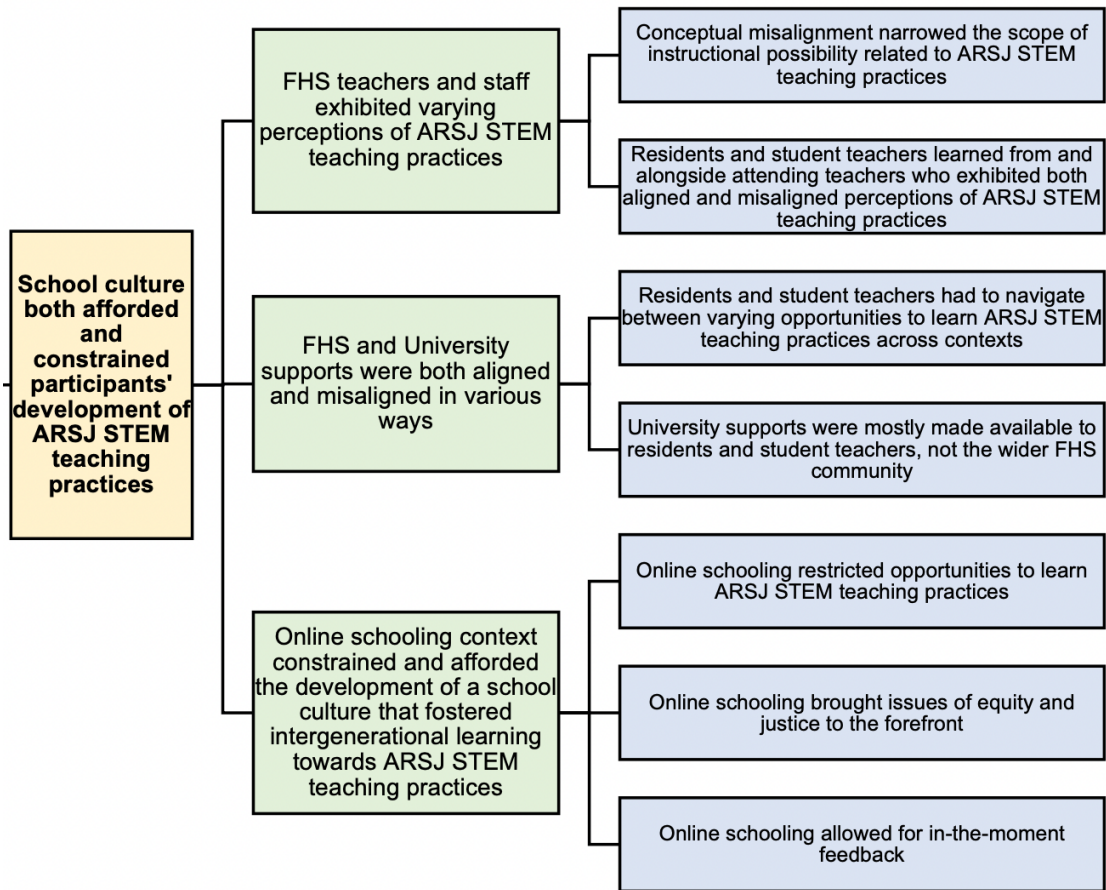 School culture
both afforded
and
constrained
participants'
development of
ARSJ STEM
teaching
practices
FHS teachers and staff
exhibited varying
perceptions of ARSJ STEM
teaching practices
Conceptual misalignment narrowed the scope of
instructional possibility related to ARSJ STEM
teaching practices
Residents and student teachers learned from and
alongside attending teachers who exhibited both
aligned and misaligned perceptions of ARSJ STEM
teaching practices
FHS and University
supports were both aligned
and misaligned in various
ways
Residents and student teachers had to navigate
between varying opportunities to learn ARSJ STEM
teaching practices across contexts
University supports were mostly made available to
residents and student teachers, not the wider FHS
community
Online schooling context
constrained and afforded
the development of a school
culture that fostered
intergenerational learning
towards ARSJ STEM
teaching practices
Online schooling restricted opportunities to learn
ARSJ STEM teaching practices
Online schooling brought issues of equity and
justice to the forefront
Online schooling allowed for in-the-moment
feedback